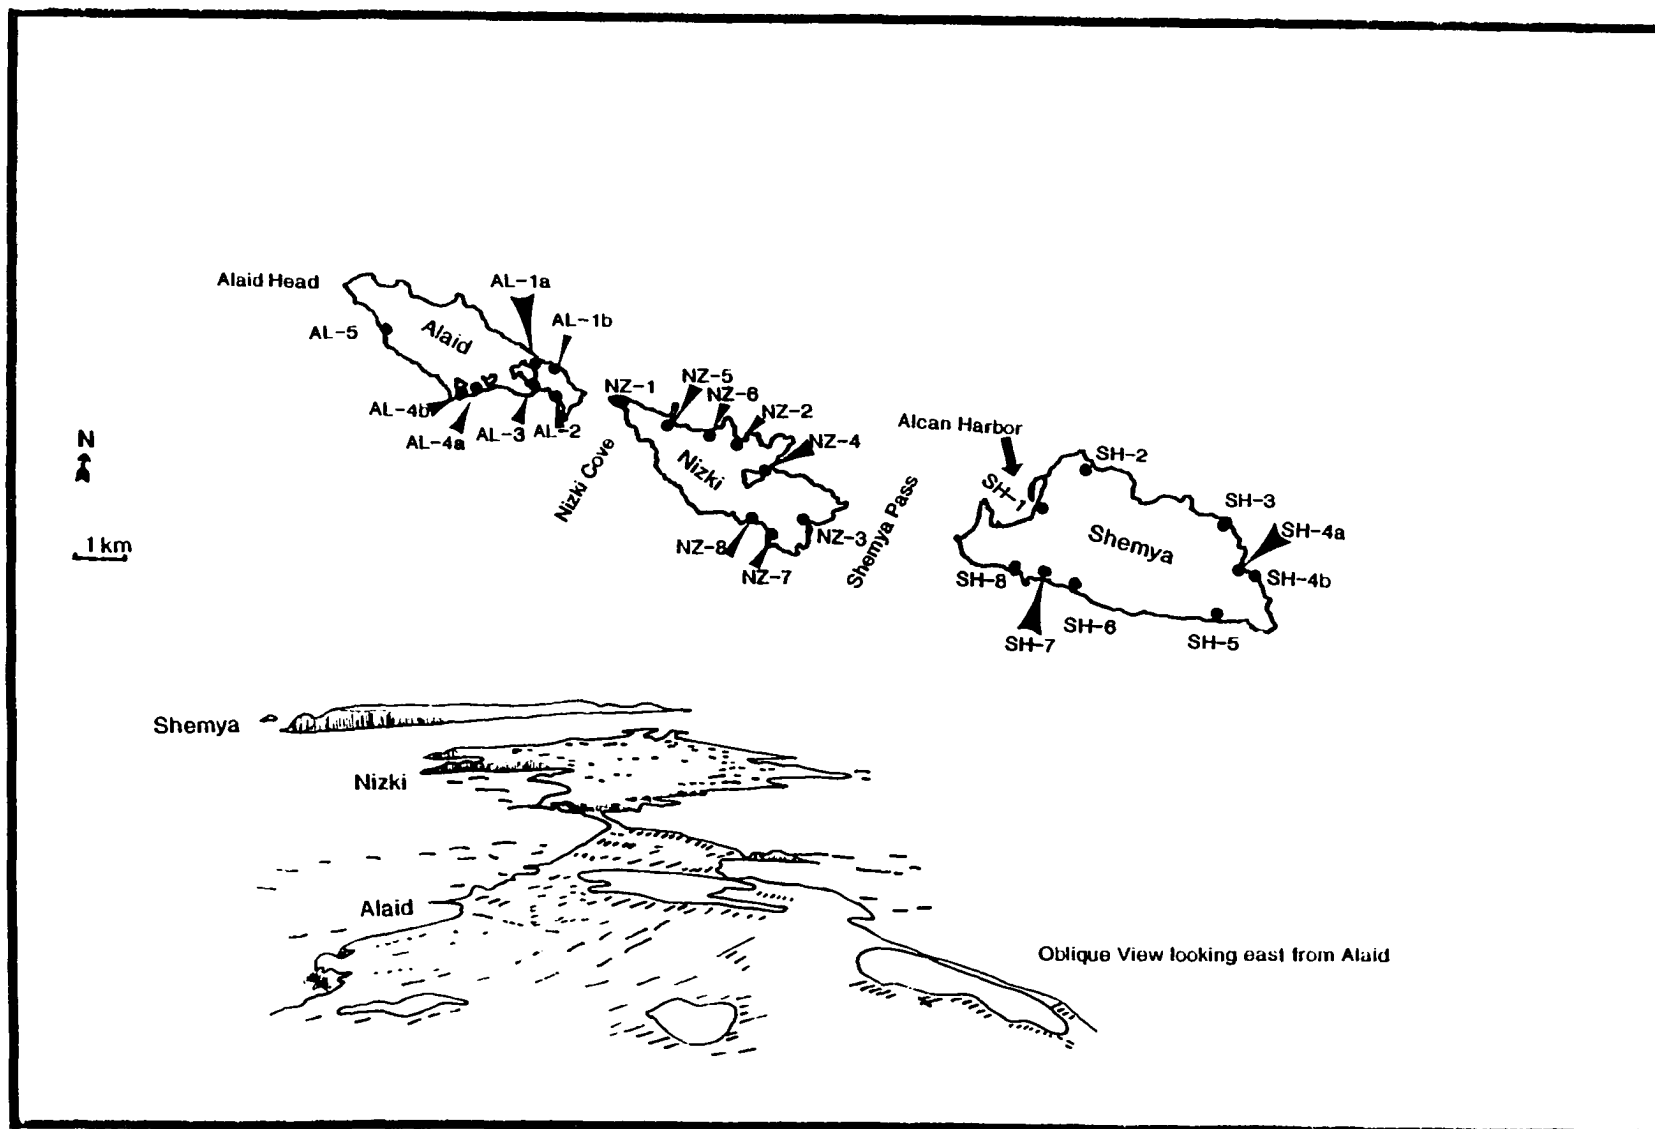 Alaid Head
AL-1a
AL-1b
AL-5
Alaid
AL-4b
AL-4a
AL-3
AL-2
NZ-1
NZ-5
NZ-6
NZ-2
NZ-4
Nizki
Nizki Cove
NZ-8
NZ-7
NZ-3
Shemya Pass
Alcan Harbor
SH-1
SH-2
SH-3
SH-4a
SH-4b
Shemya
SH-8
SH-7
SH-6
SH-5
N
1 km
Shemya
Nizki
Alaid
Oblique View looking east from Alaid